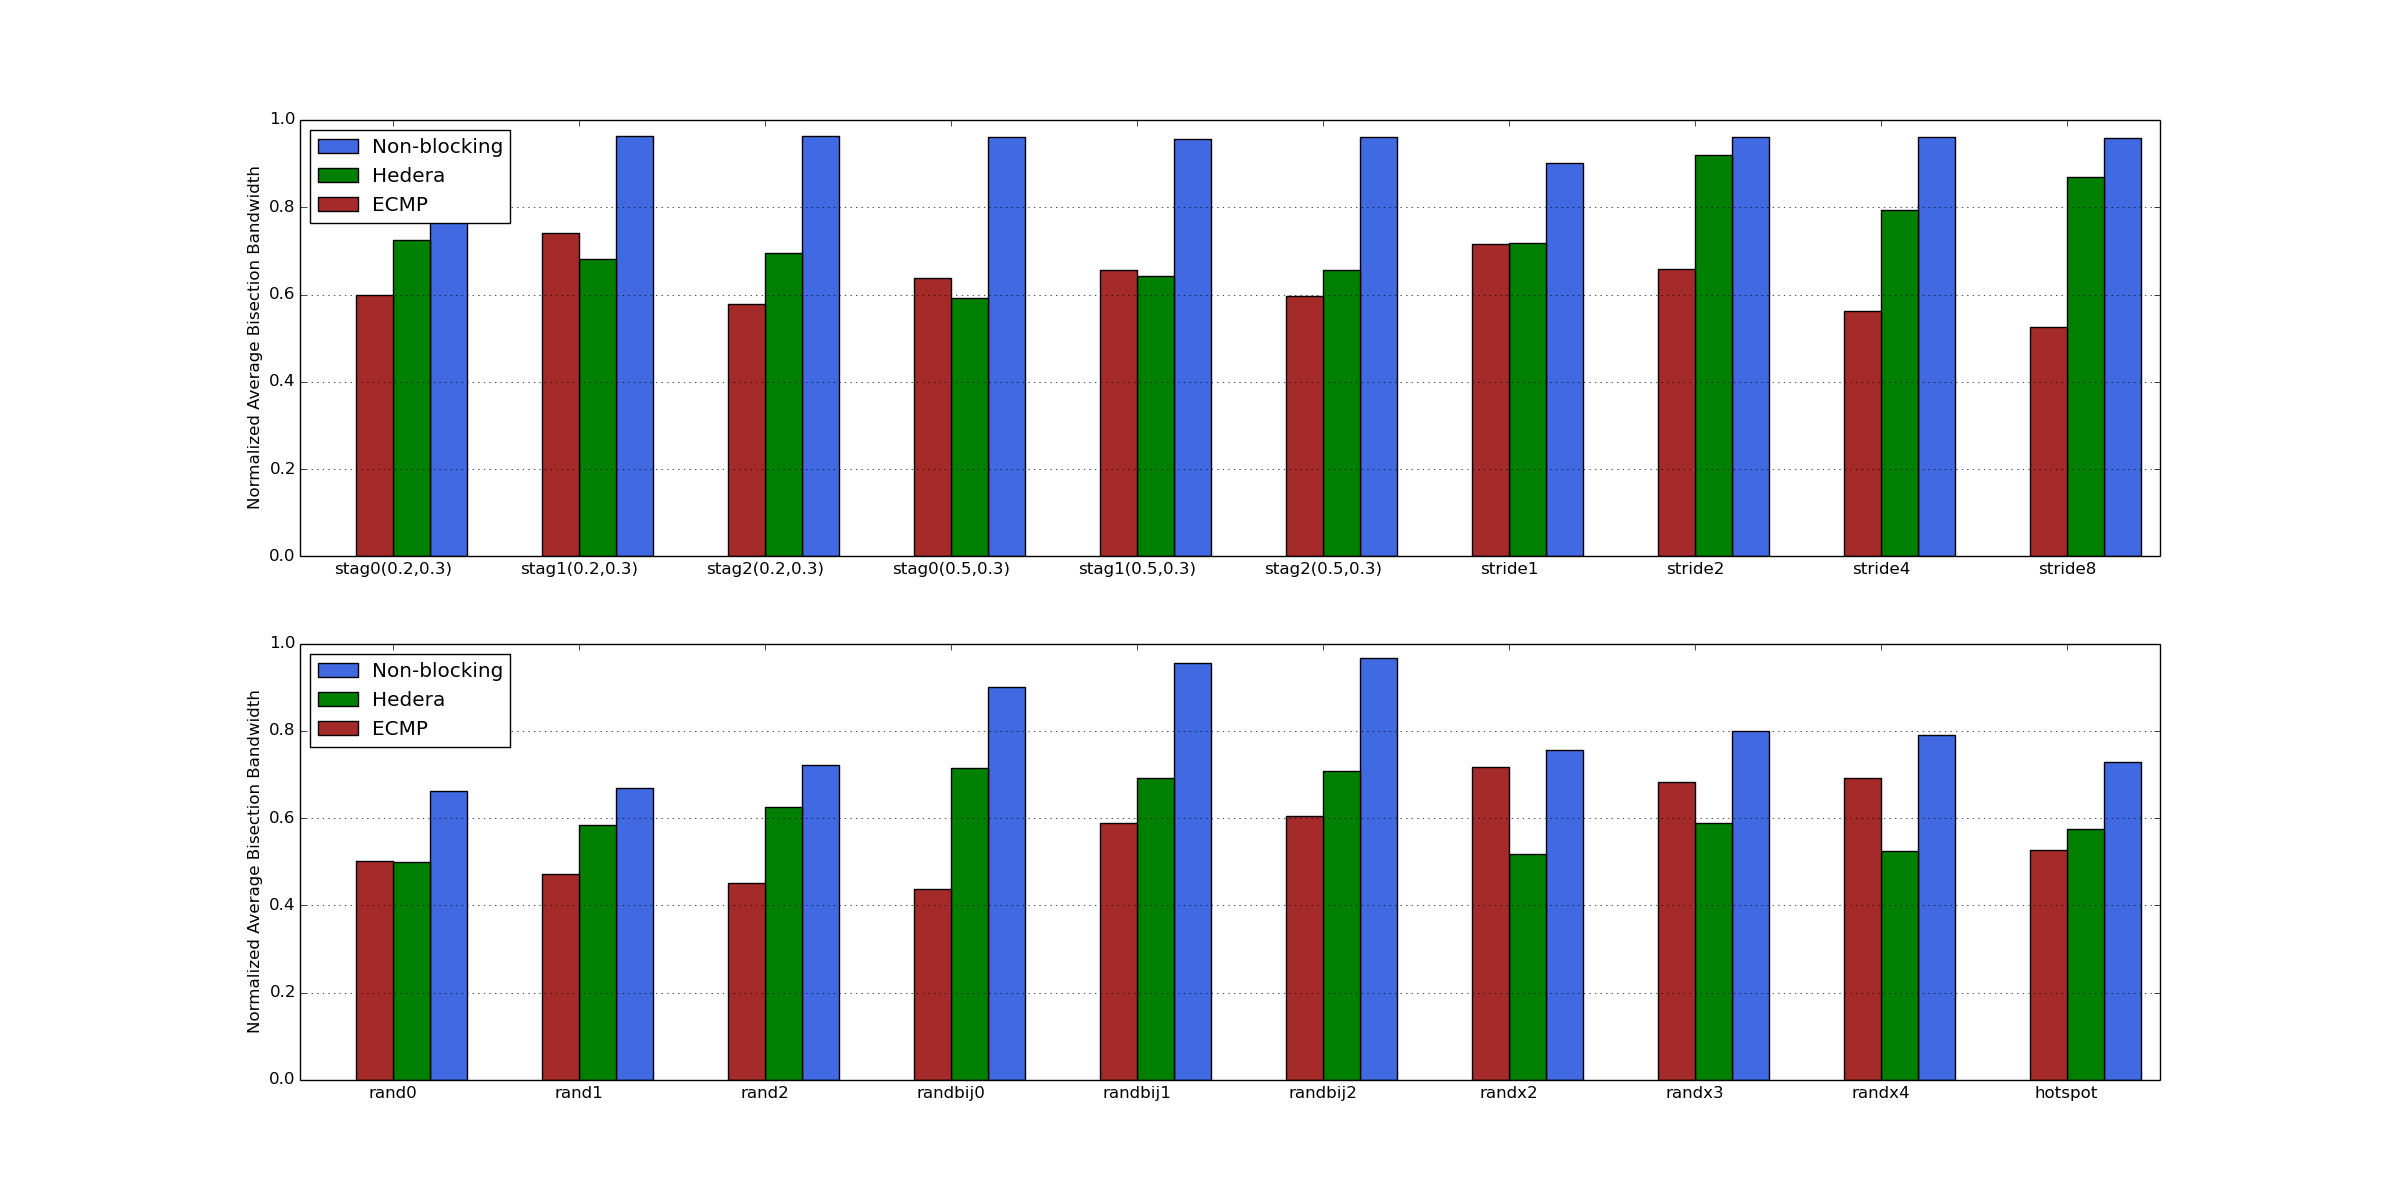 Normalized Average Bisection Bandwidth
1.0
0.8
0.6
0.4
0.2
0.0
Non-blocking
Hedera
ECMP
stag0(0.2,0.3) stag1(0.2,0.3) stag2(0.2,0.3) stag0(0.5,0.3) stag1(0.5,0.3) stag2(0.5,0.3) stride1 stride2 stride4 stride8
Normalized Average Bisection Bandwidth
1.0
0.8
0.6
0.4
0.2
0.0
Non-blocking
Hedera
ECMP
rand0 rand1 rand2 randbij0 randbij1 randbij2 randx2 randx3 randx4 hotspot